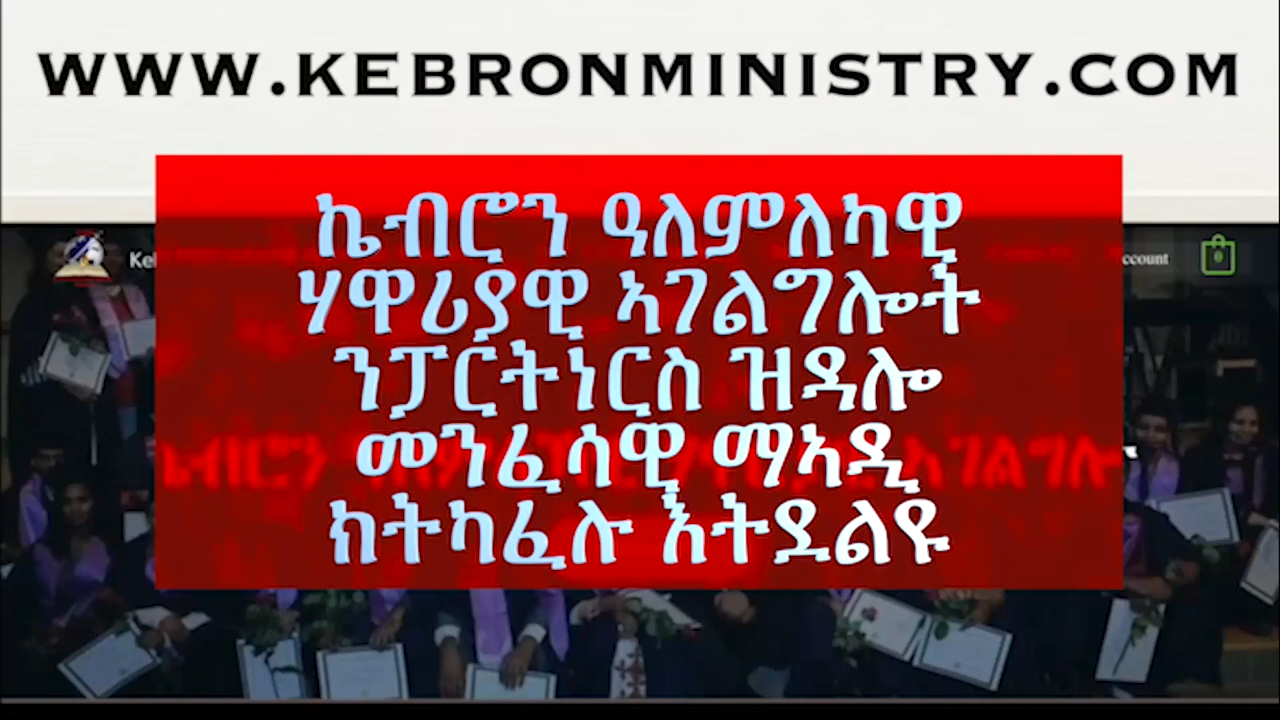 WWW.KEBRONMINISTRY.COM
ኬብሮን ዓለምለካዊ
ሃዋሪያዊ ኣገልግሎት
ንፓርትነርስ ዝዳሎ
መንፈሳዊ ማኣዲ
ክትካፈሉ እትደልዩ